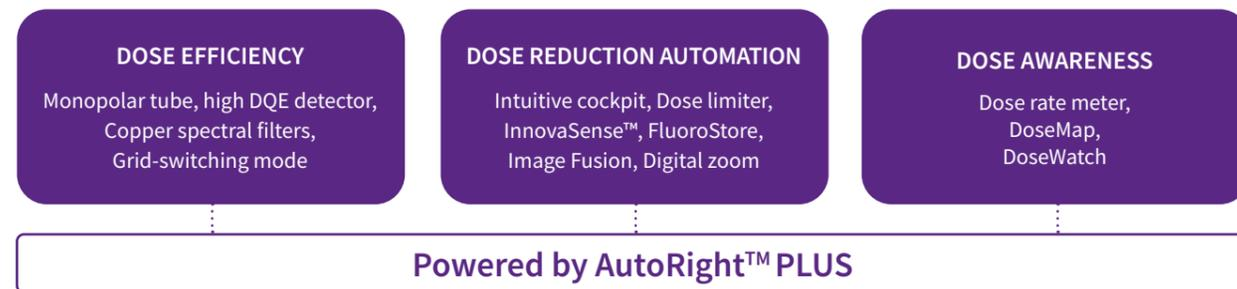 DOSE EFFICIENCY
Monopolar tube, high DQE detector,
Copper spectral filters,
Grid-switching mode
DOSE REDUCTION AUTOMATION
Intuitive cockpit, Dose limiter,
InnovaSense™, FluoroStore,
Image Fusion, Digital zoom
DOSE AWARENESS
Dose rate meter,
DoseMap,
DoseWatch
Powered by AutoRight™ PLUS